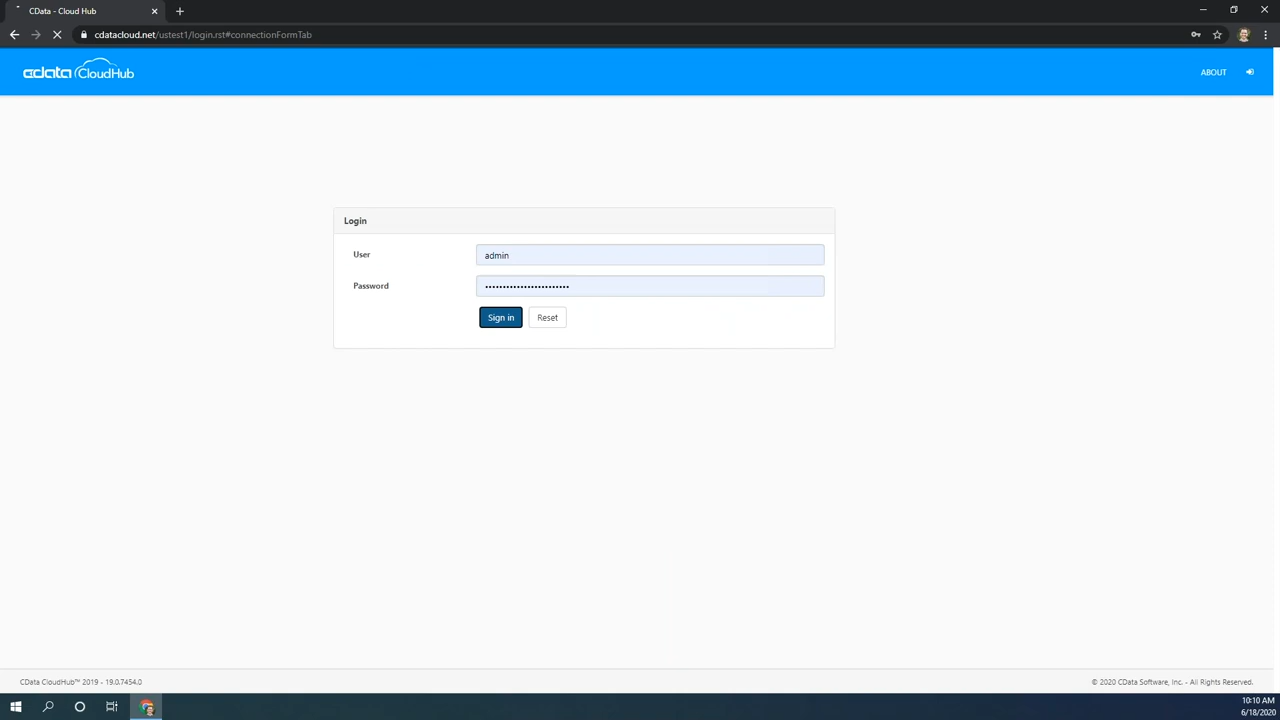 CData - Cloud Hub
cdatacloud.net/ustest1/login.rst#connectionFormTab
cdata CloudHub
ABOUT
Login
User
admin
Password
••••••••••••••••••••••••
Sign in
Reset
CData CloudHub™ 2019 - 19.0.7454.0
© 2020 CData Software, Inc. - All Rights Reserved.
10:10 AM
6/18/2020